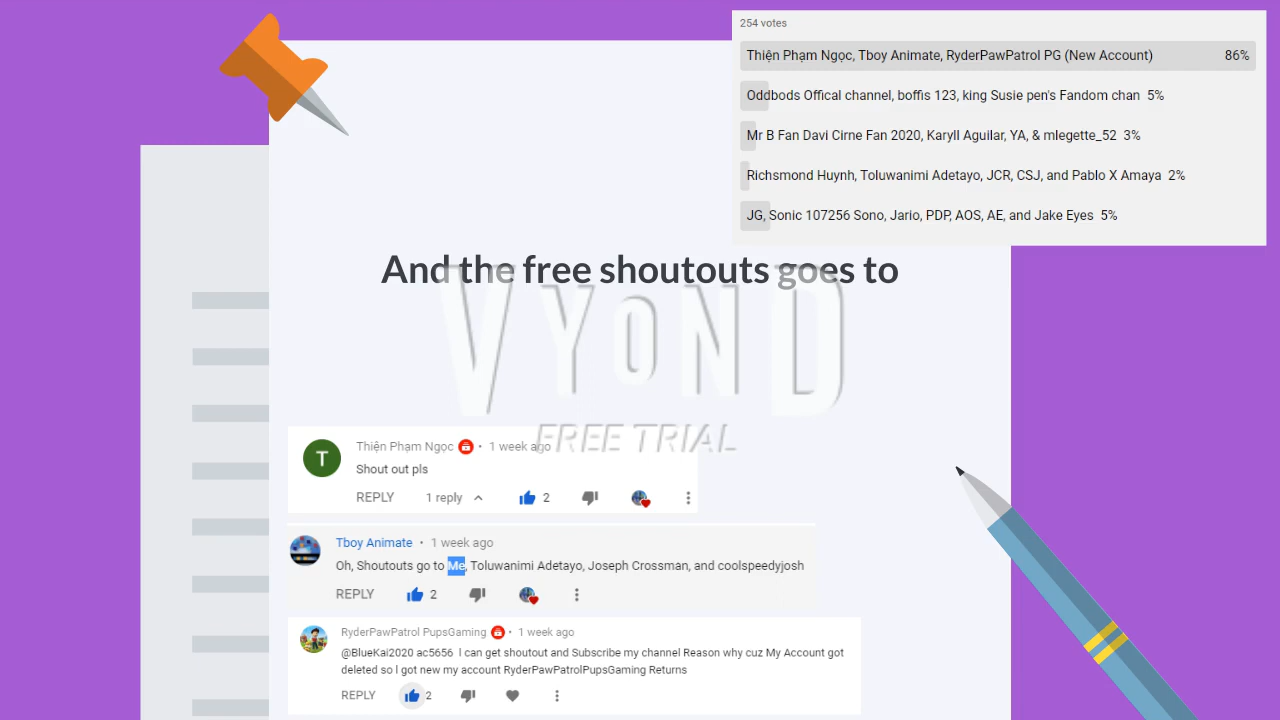 254 votes
Thiện Phạm Ngọc, Tboy Animate, RyderPawPatrol PG (New Account) 86%
Oddbods Offical channel, boffis 123, king Susie pen's Fandom chan 5%
Mr B Fan Davi Cirne Fan 2020, Karyll Aguilar, YA, & mlegette_52 3%
Richsmond Huynh, Toluwanimi Adetayo, JCR, CSJ, and Pablo X Amaya 2%
JG, Sonic 107256 Sono, Jario, PDP, AOS, AE, and Jake Eyes 5%
And the free shoutouts goes to
VYOND
FREE TRIAL
T
Thiện Phạm Ngọc • 1 week ago
Shout out pls
REPLY 1 reply 2
Tboy Animate • 1 week ago
Oh, Shoutouts go to Me, Toluwanimi Adetayo, Joseph Crossman, and coolspeedyjosh
REPLY 2
RyderPawPatrol PupsGaming • 1 week ago
@BlueKai2020 ac5656 I can get shoutout and Subscribe my channel Reason why cuz My Account got
deleted so I got new my account RyderPawPatrolPupsGaming Returns
REPLY 2